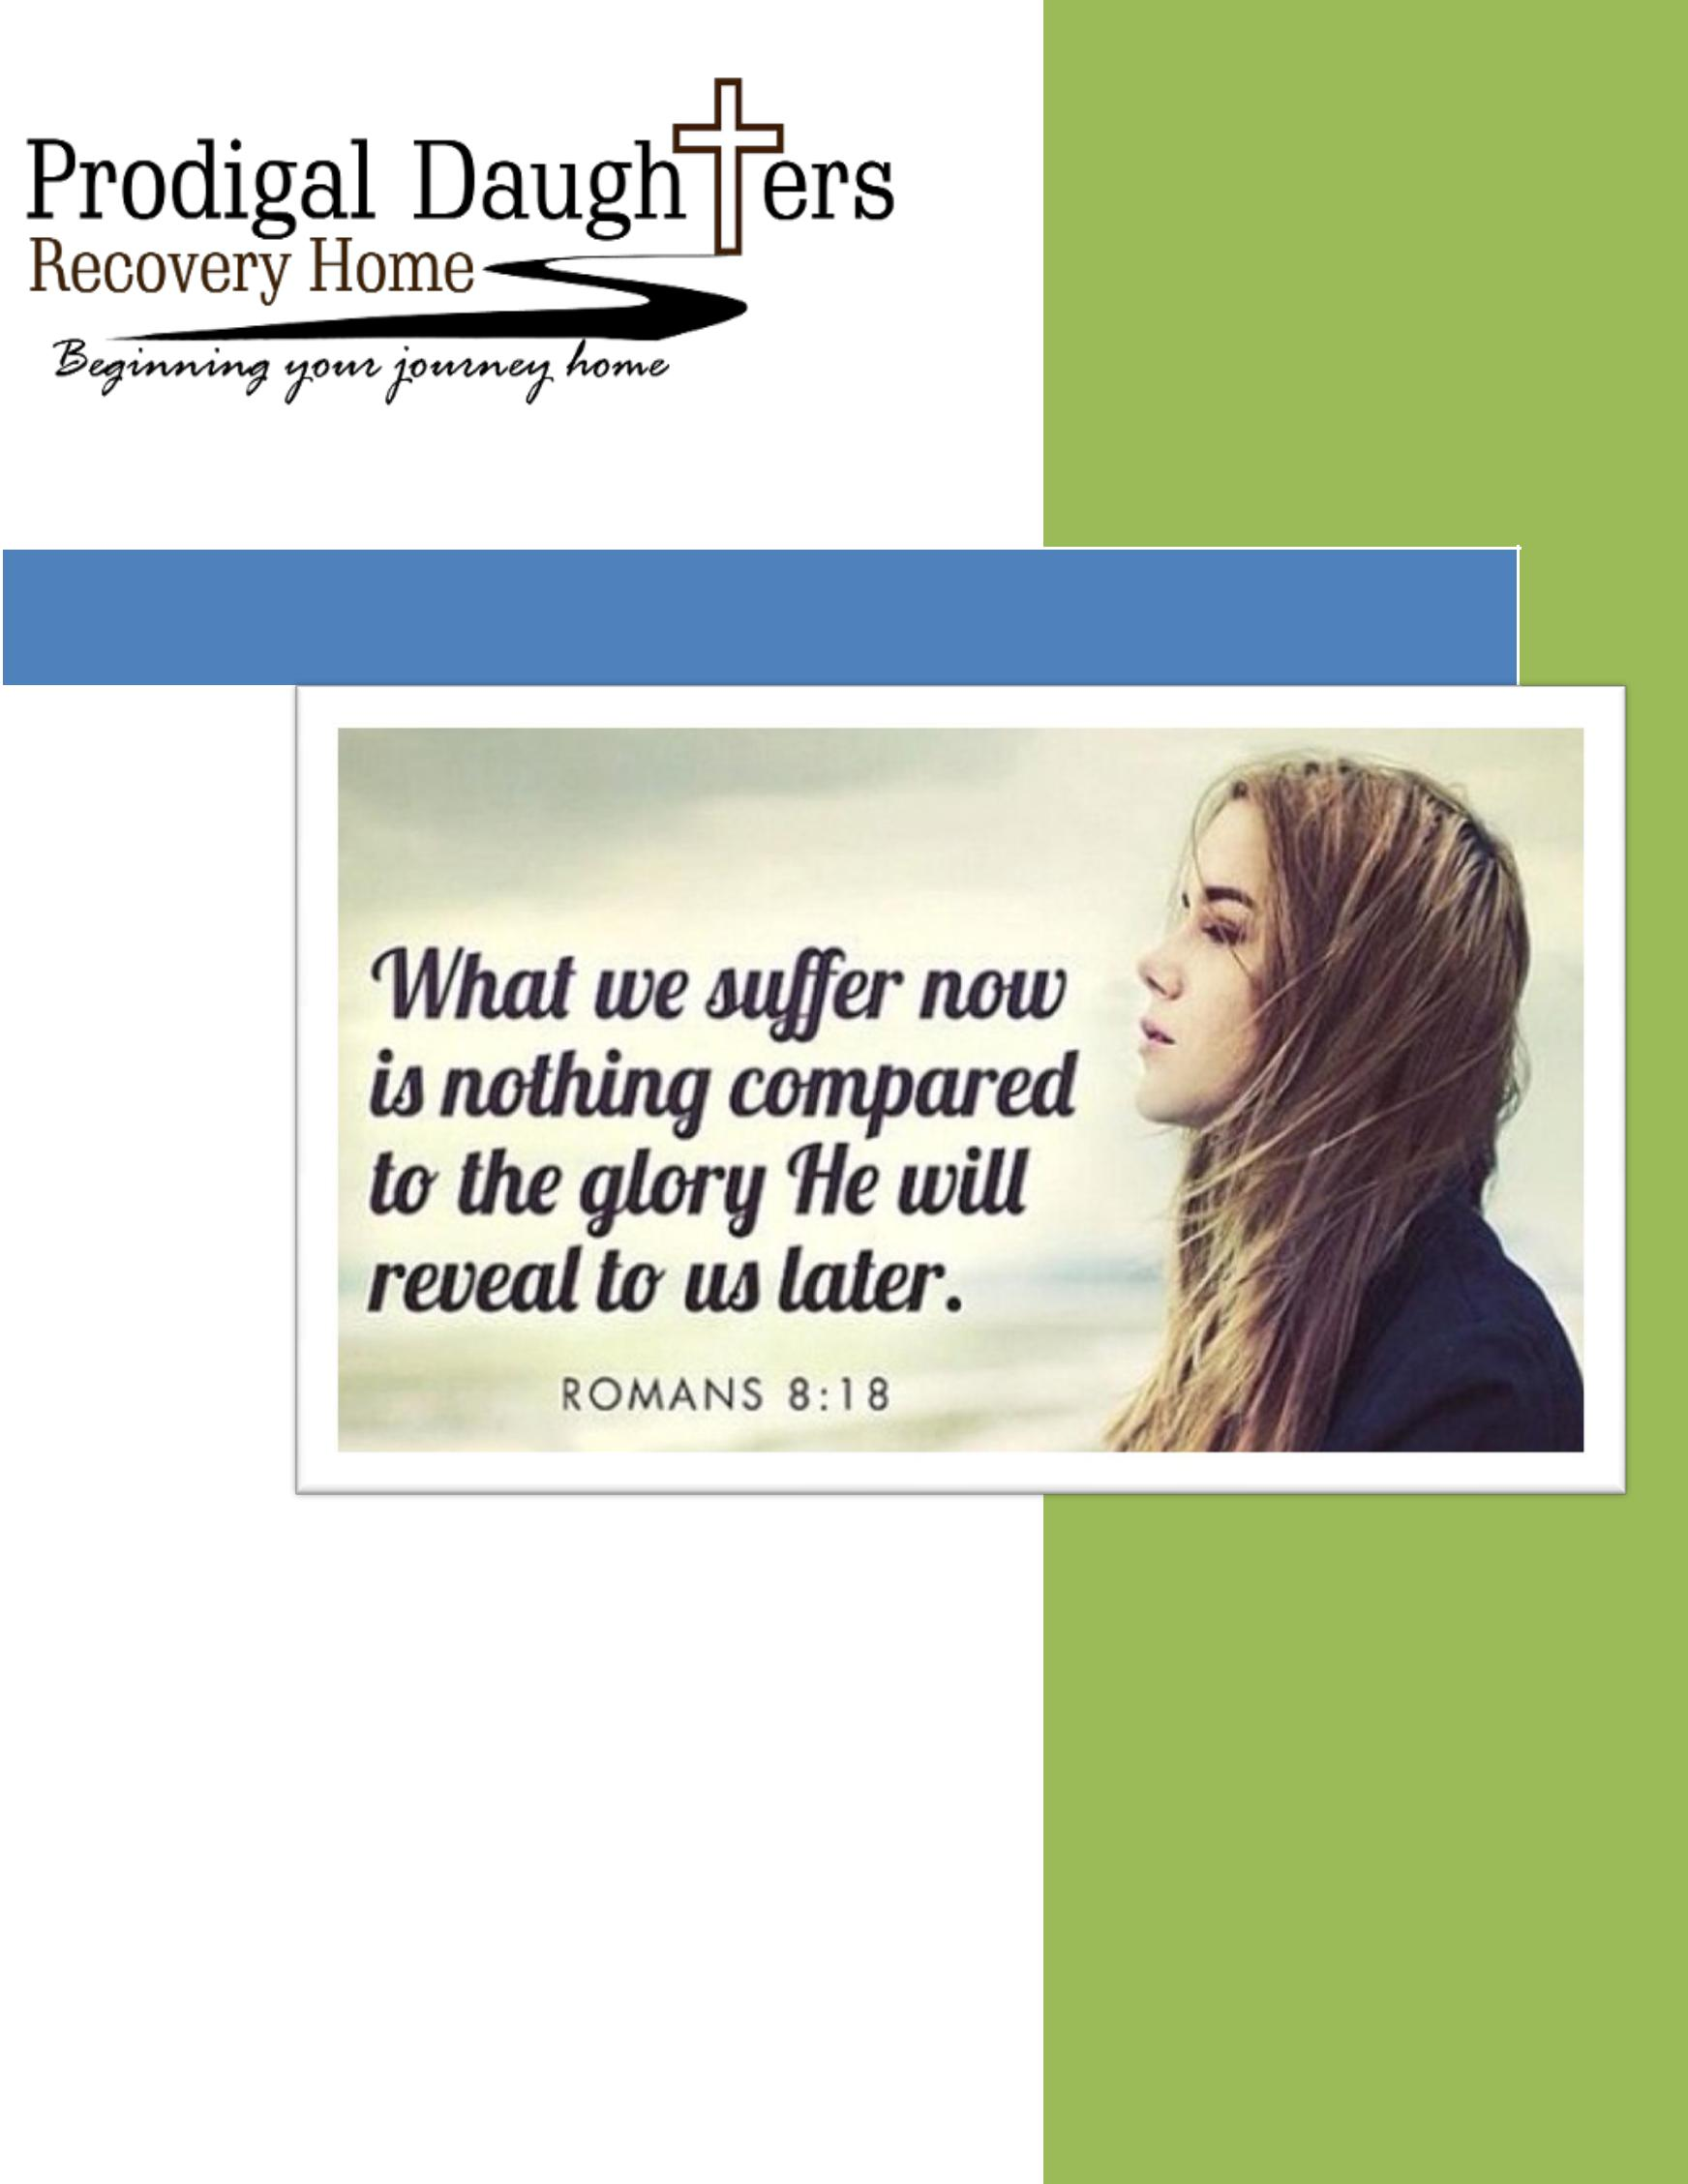 Prodigal Daughters
Recovery Home
Beginning your journey home
What we suffer now
is nothing compared
to the glory He will
reveal to us later.
ROMANS 8:18